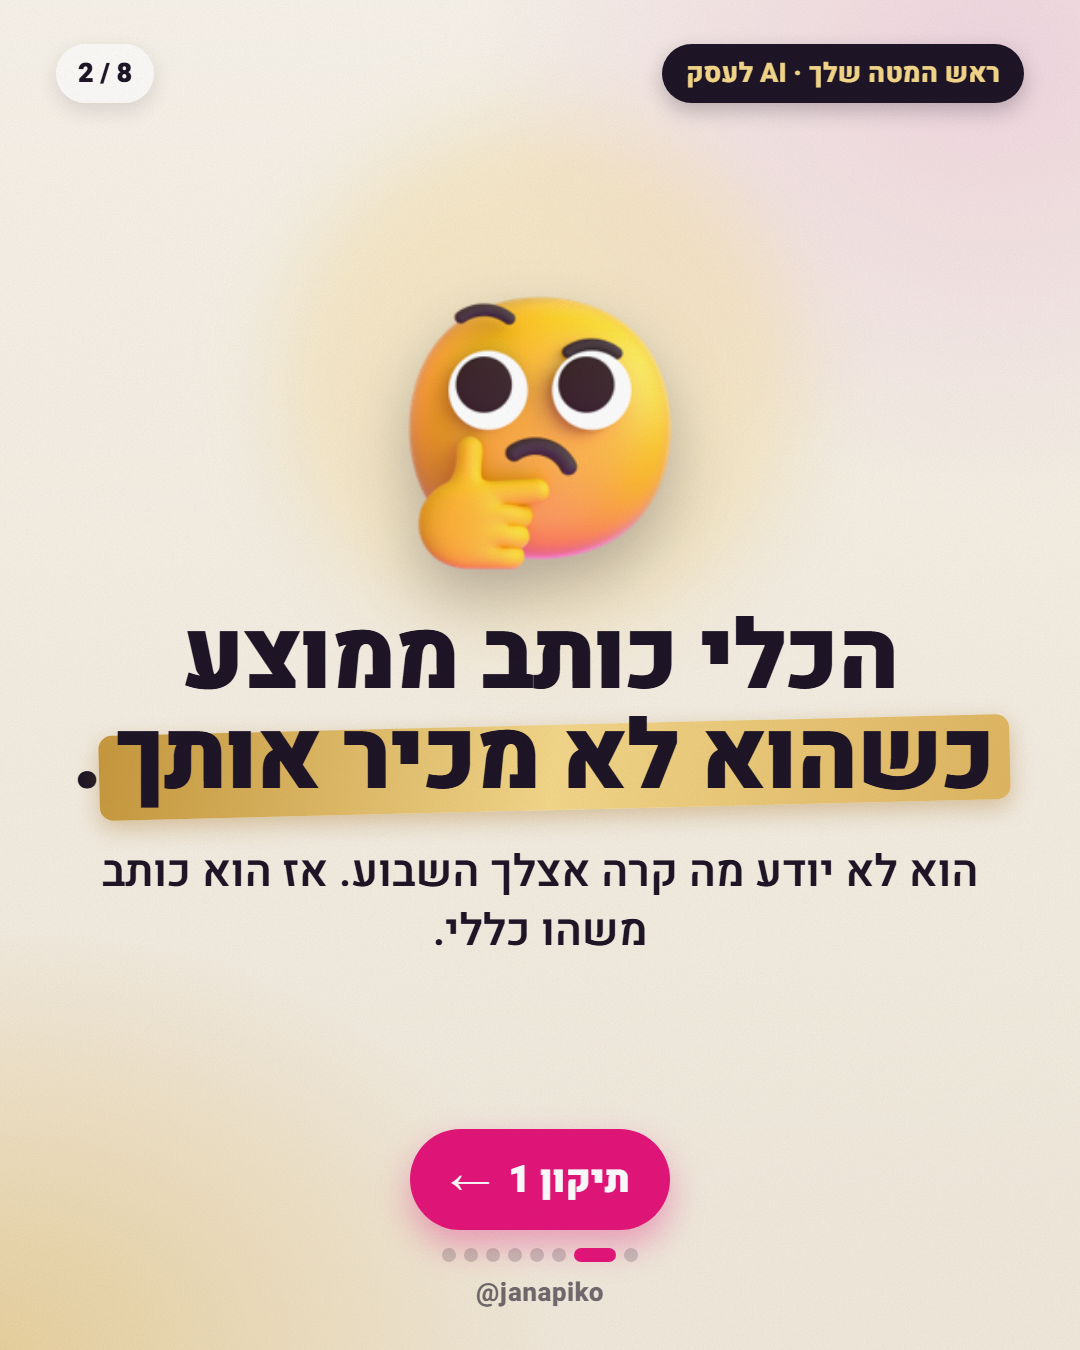 ראש המטה שלך · AI לעסק
2 / 8
הכלי כותב ממוצע
כשהוא לא מכיר אותך.
הוא לא יודע מה קרה אצלך השבוע. אז הוא כותב
משהו כללי.
תיקון 1 ←
@janapiko